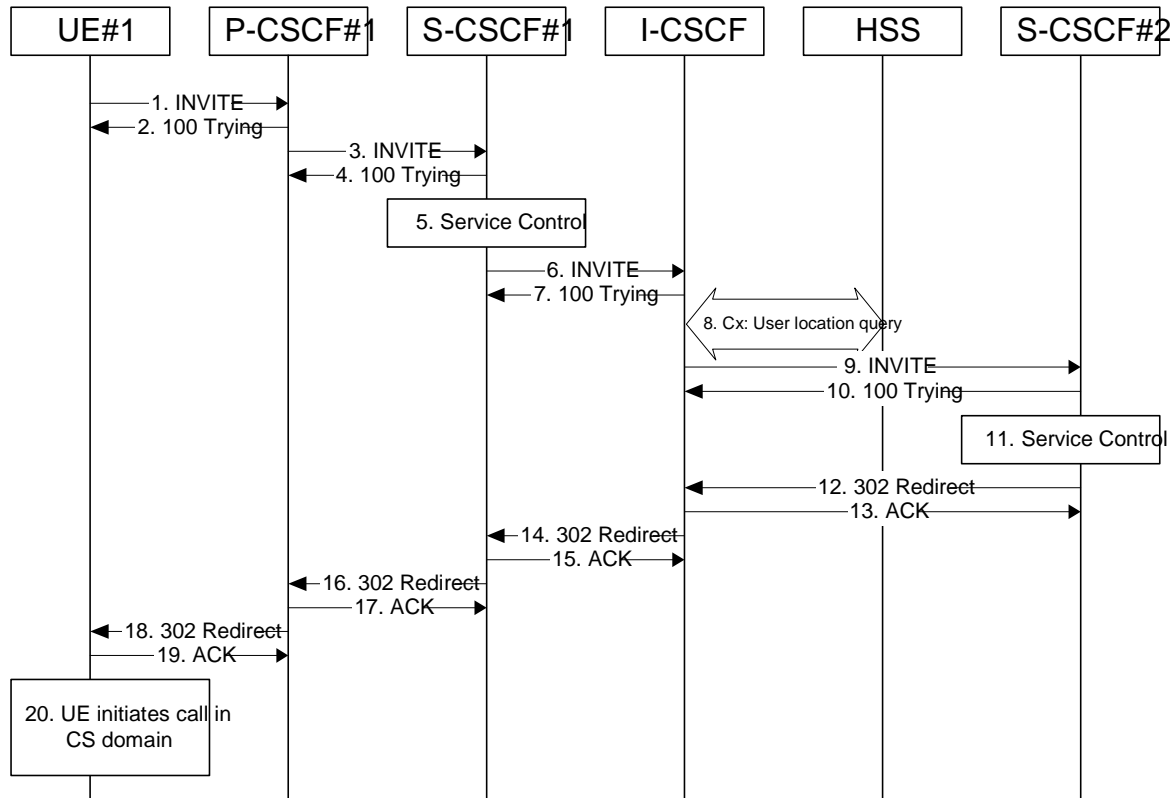 UE#1
P-CSCF#1
S-CSCF#1
I-CSCF
HSS
S-CSCF#2
1. INVITE
2. 100 Trying
3. INVITE
4. 100 Trying
5. Service Control
6. INVITE
7. 100 Trying
8. Cx: User location query
9. INVITE
10. 100 Trying
11. Service Control
12. 302 Redirect
13. ACK
14. 302 Redirect
15. ACK
16. 302 Redirect
17. ACK
18. 302 Redirect
19. ACK
20. UE initiates call in
CS domain